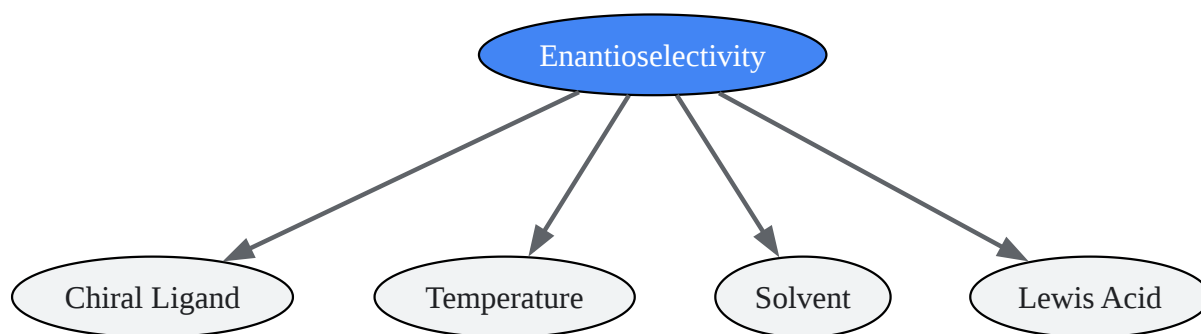 Enantioselectivity
Chiral Ligand
Temperature
Solvent
Lewis Acid